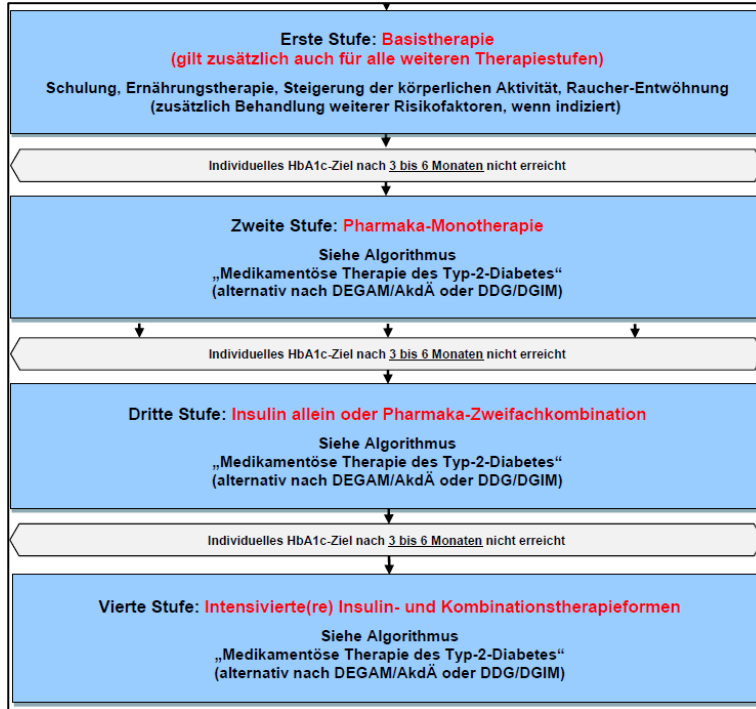 Erste Stufe: Basistherapie
(gilt zusätzlich auch für alle weiteren Therapiestufen)
Schulung, Ernährungstherapie, Steigerung der körperlichen Aktivität, Raucher-Entwöhnung
(zusätzlich Behandlung weiterer Risikofaktoren, wenn indiziert)
Individuelles HbA1c-Ziel nach 3 bis 6 Monaten nicht erreicht
Zweite Stufe: Pharmaka-Monotherapie
Siehe Algorithmus
„Medikamentöse Therapie des Typ-2-Diabetes“
(alternativ nach DEGAM/AkdÄ oder DDG/DGIM)
Individuelles HbA1c-Ziel nach 3 bis 6 Monaten nicht erreicht
Dritte Stufe: Insulin allein oder Pharmaka-Zweifachkombination
Siehe Algorithmus
„Medikamentöse Therapie des Typ-2-Diabetes“
(alternativ nach DEGAM/AkdÄ oder DDG/DGIM)
Individuelles HbA1c-Ziel nach 3 bis 6 Monaten nicht erreicht
Vierte Stufe: Intensivierte(re) Insulin- und Kombinationstherapieformen
Siehe Algorithmus
„Medikamentöse Therapie des Typ-2-Diabetes“
(alternativ nach DEGAM/AkdÄ oder DDG/DGIM)